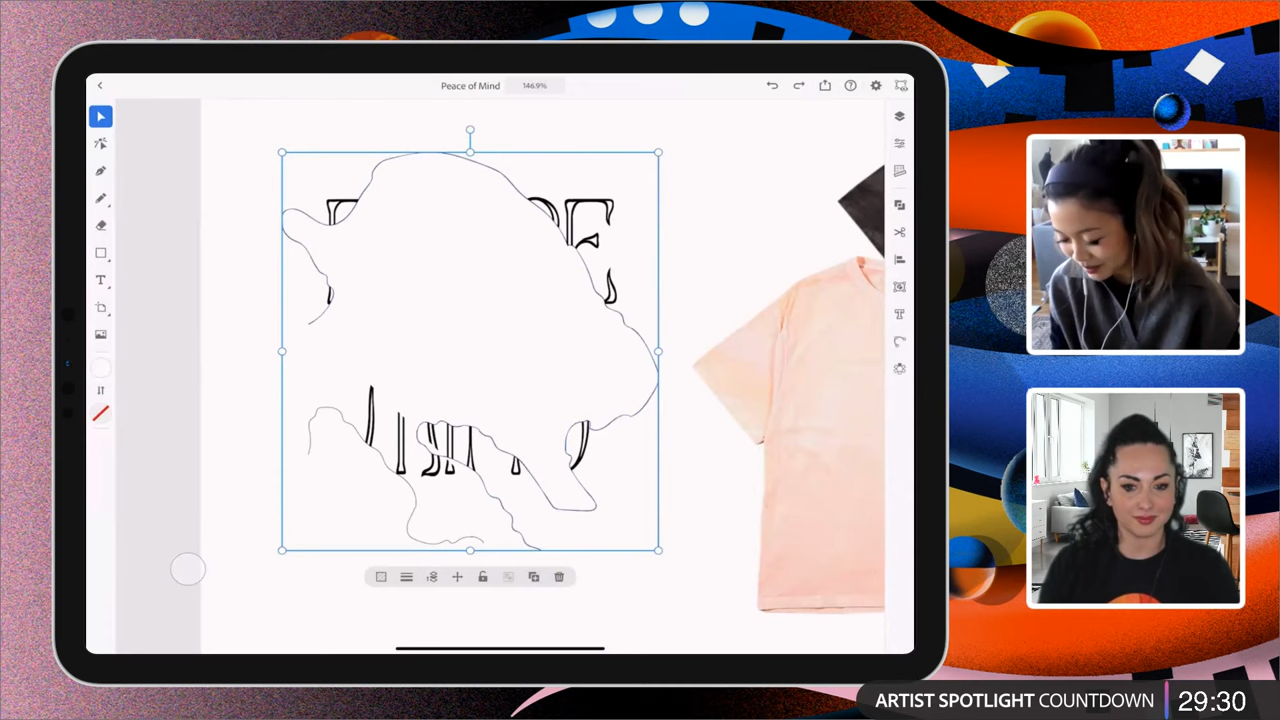 Peace of Mind
146.9%
T
ARTIST SPOTLIGHT COUNTDOWN
29:30